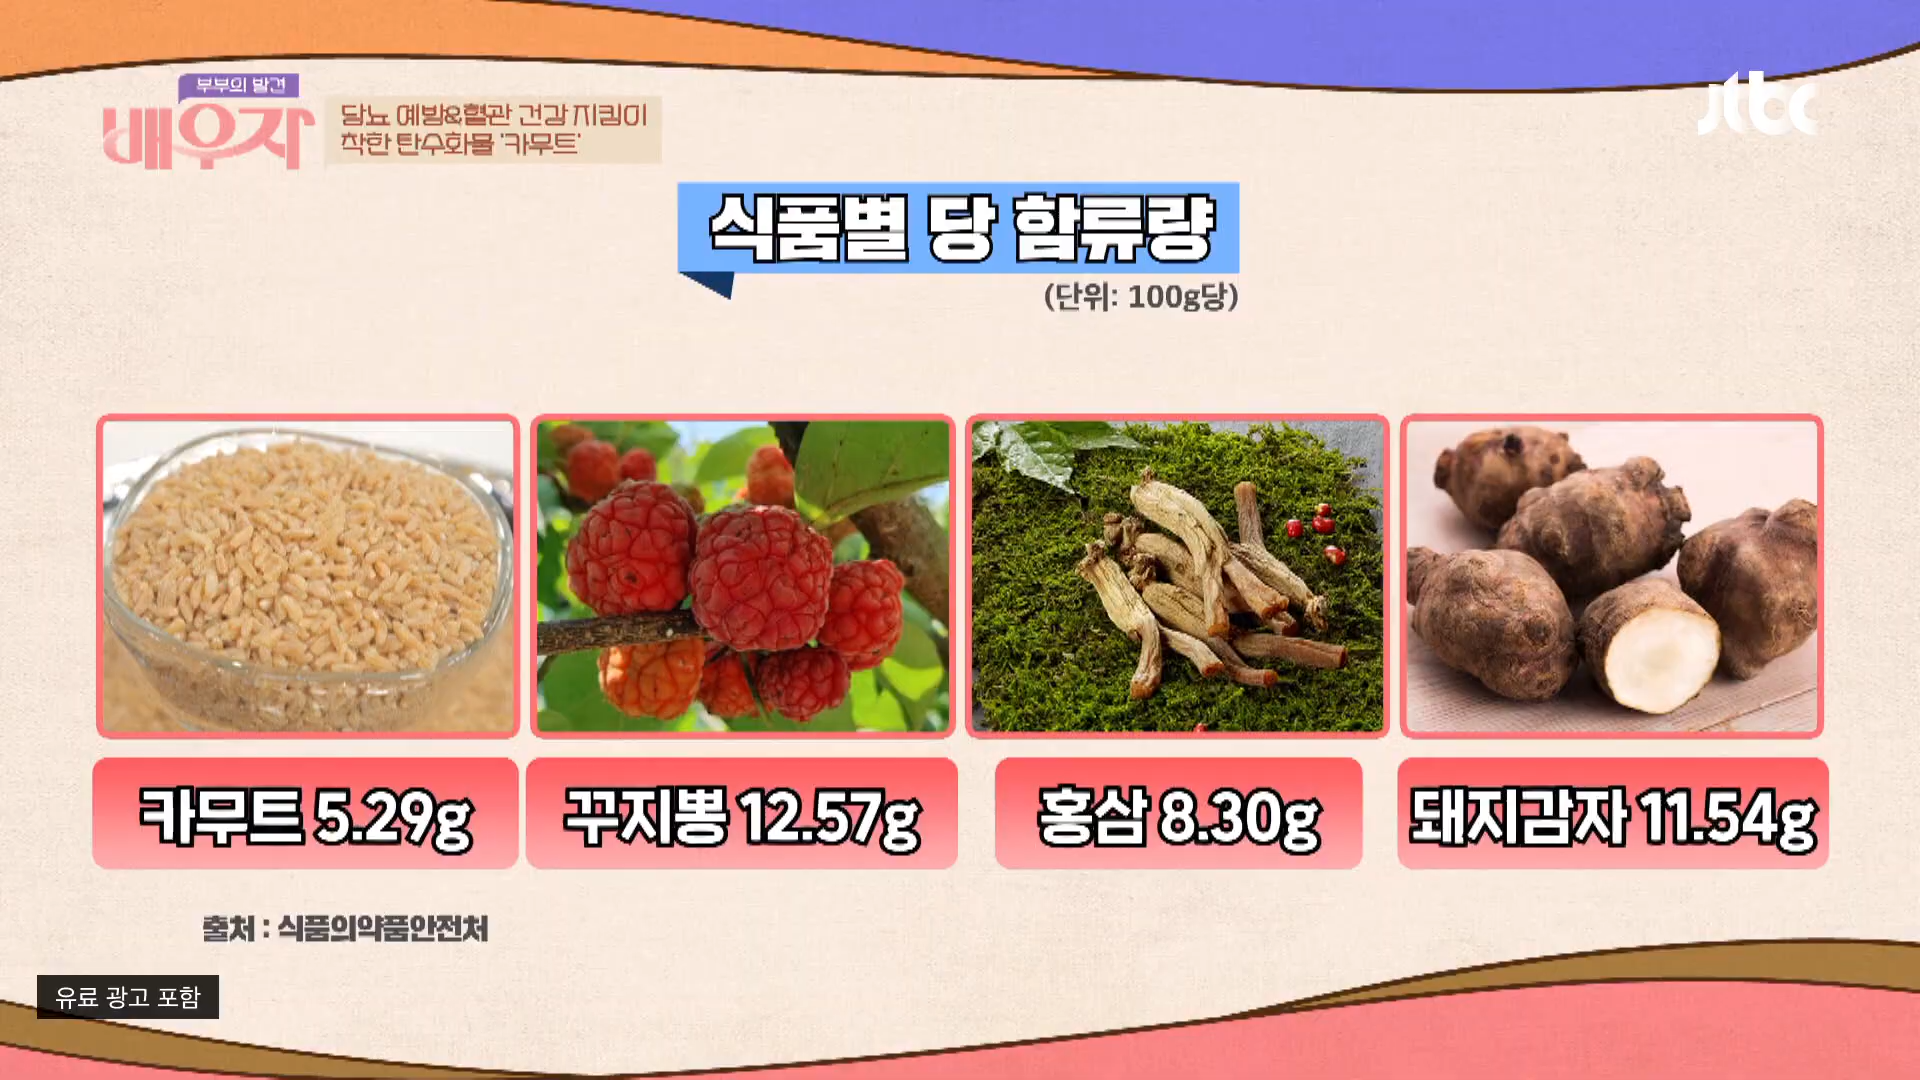 부부의 발견
배우자
당뇨 예방&혈관 건강 지킴이
착한 탄수화물 '카무트'
jtbc
식품별 당 함류량
(단위: 100g당)
카무트 5.29g
꾸지뽕 12.57g
홍삼 8.30g
돼지감자 11.54g
출처 : 식품의약품안전처
유료 광고 포함